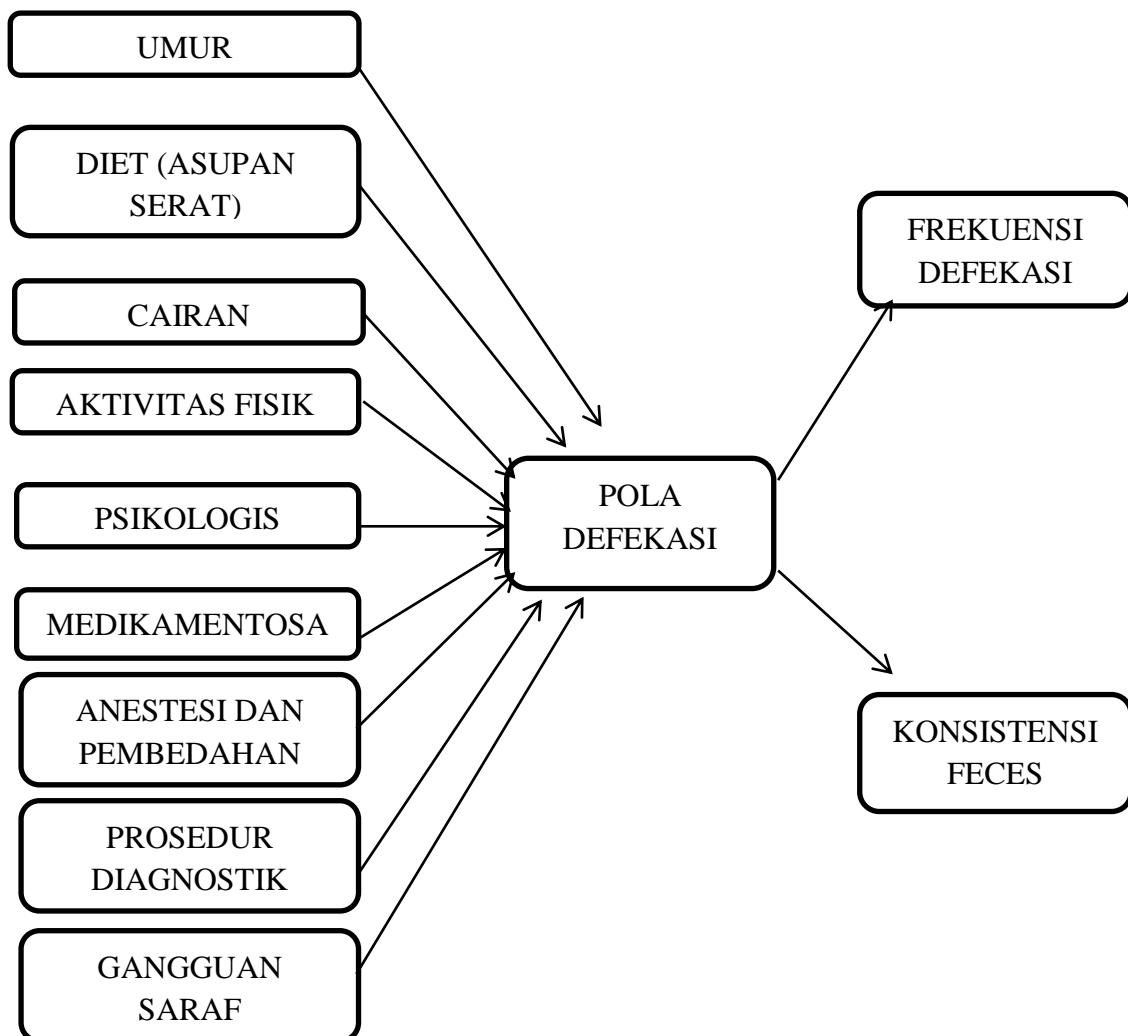 UMUR
DIET (ASUPAN
SERAT)
CAIRAN
AKTIVITAS FISIK
PSIKOLOGIS
MEDIKAMENTOSA
ANESTESI DAN
PEMBEDAHAN
PROSEDUR
DIAGNOSTIK
GANGGUAN
SARAF
POLA
DEFEKASI
FREKUENSI
DEFEKASI
KONSISTENSI
FECES